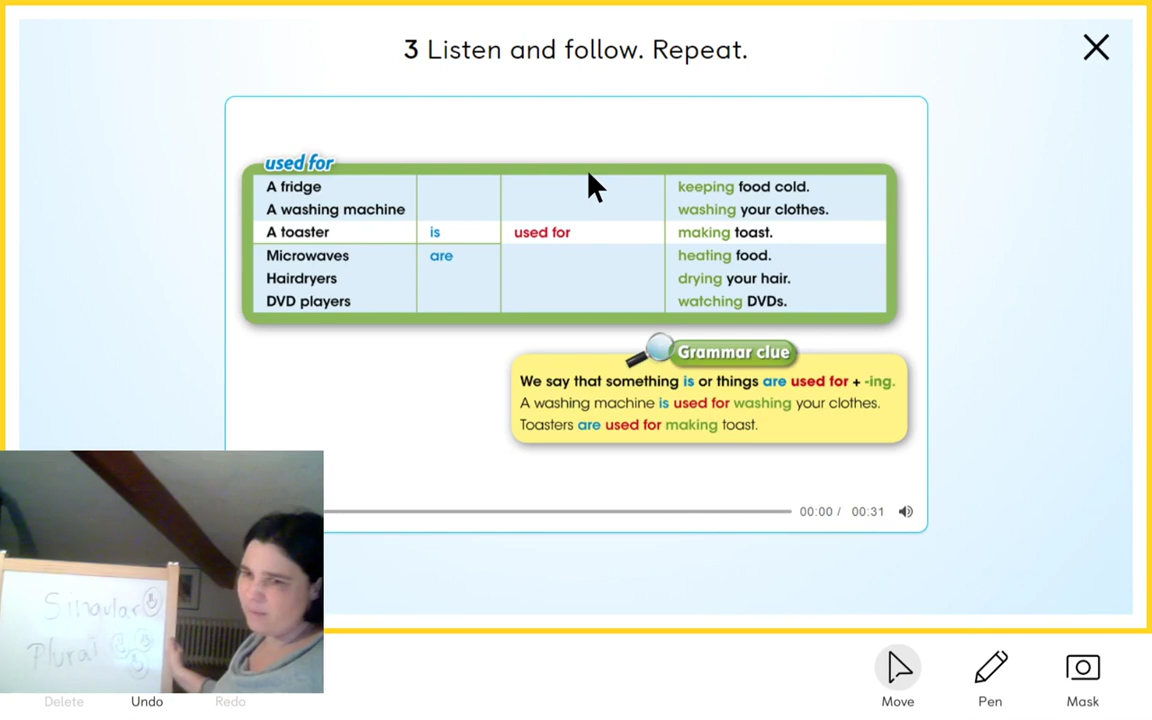 3 Listen and follow. Repeat.
used for
A fridge keeping food cold.
A washing machine washing your clothes.
A toaster is used for making toast.
Microwaves are heating food.
Hairdryers drying your hair.
DVD players watching DVDs.
Grammar clue
We say that something is or things are used for + -ing.
A washing machine is used for washing your clothes.
Toasters are used for making toast.
00:00 / 00:31
Singular
Plural
Delete Undo Redo Move Pen Mask